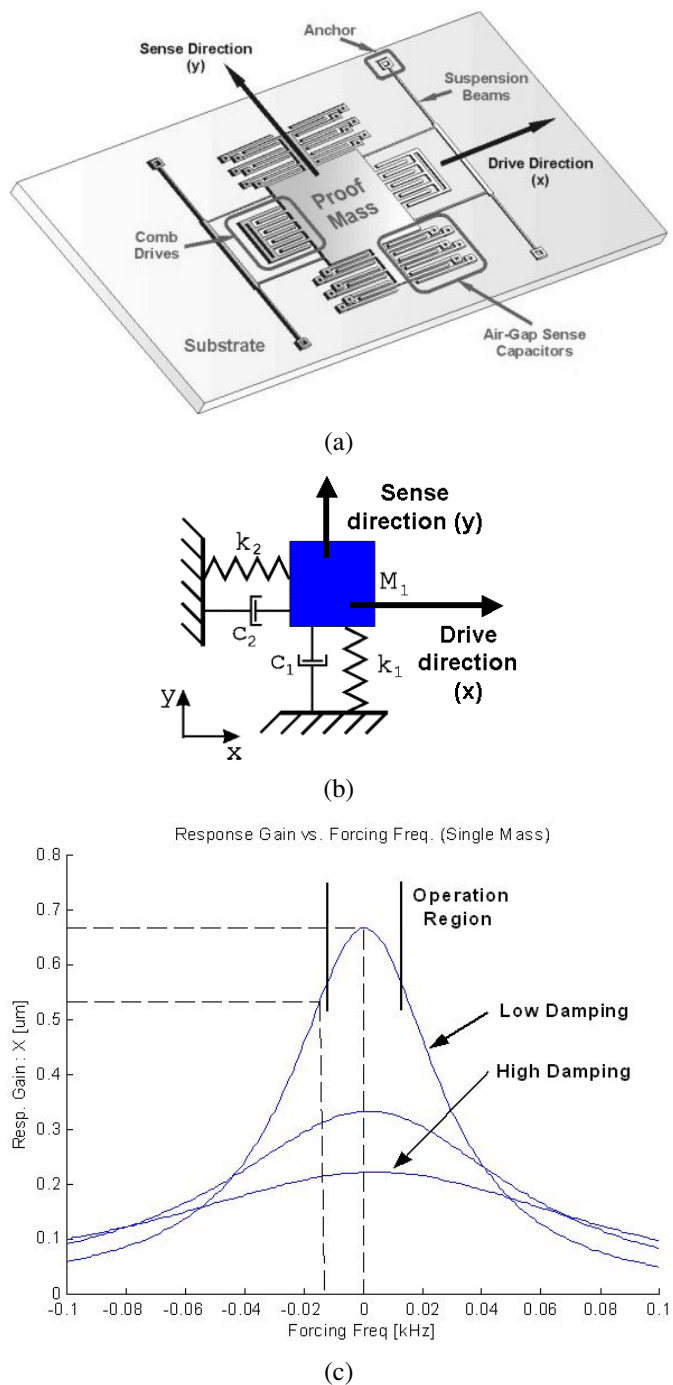 Anchor
Sense Direction
(y)
Suspension
Beams
Drive Direction
(x)
Proof
Mass
Comb
Drives
Substrate
Air-Gap Sense
Capacitors
(a)
Sense
direction (y)
k2
M1
C2
Drive
direction
(x)
C1
k1
y
x
(b)
Response Gain vs. Forcing Freq. (Single Mass)
0.8
0.7
0.6
0.5
0.4
0.3
0.2
0.1
0
Resp. Gain : X [um]
Operation
Region
Low Damping
High Damping
-0.1 -0.08 -0.06 -0.04 -0.02 0 0.02 0.04 0.06 0.08 0.1
Forcing Freq [kHz]
(c)